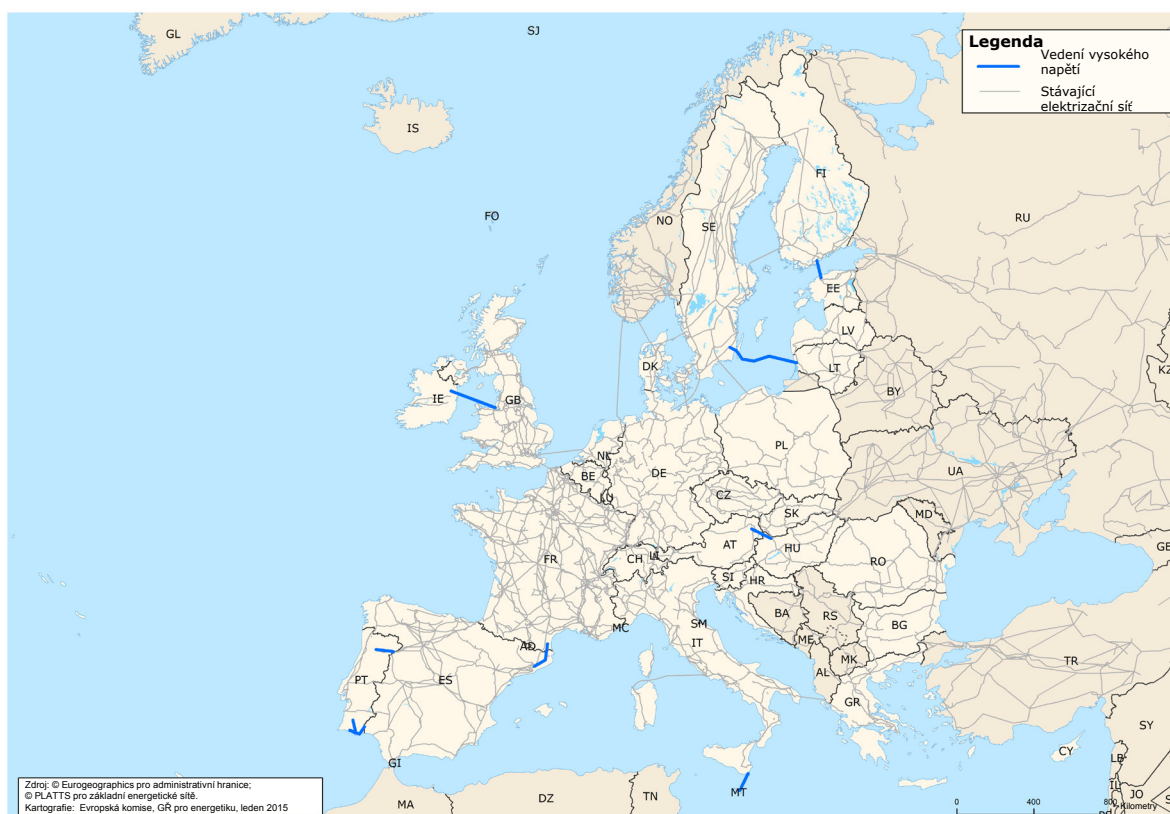 GL
SJ
Legenda
Vedení vysokého
napětí
Stávající
elektrizační síť
IS
FI
FO
NO
SE
RU
EE
LV
DK
LT
KZ
IE
GB
BY
NL
PL
BE
DE
UA
LU
CZ
SK
MD
AT
HU
GE
FR
CH
LI
RO
SI
HR
BA
RS
MC
SM
BG
AD
IT
ME
MK
TR
PT
ES
AL
GR
SY
CY
LB
GI
MT
IL
JO
MA
DZ
TN
0
400
800
Kilometry
Zdroj: © Eurogeographics pro administrativní hranice;
© PLATTS pro základní energetické sítě.
Kartografie: Evropská komise, GŘ pro energetiku, leden 2015